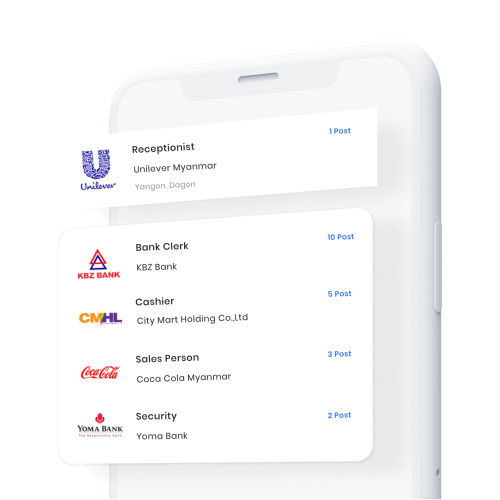 Receptionist
1 Post
Unilever
Unilever Myanmar
Yangon, Dagon
Bank Clerk
10 Post
KBZ BANK
KBZ Bank
Cashier
5 Post
CMHL
City Mart Holding Co.,Ltd
Sales Person
3 Post
Coca Cola
Coca Cola Myanmar
Security
2 Post
YOMA BANK
The Responsible Bank
Yoma Bank